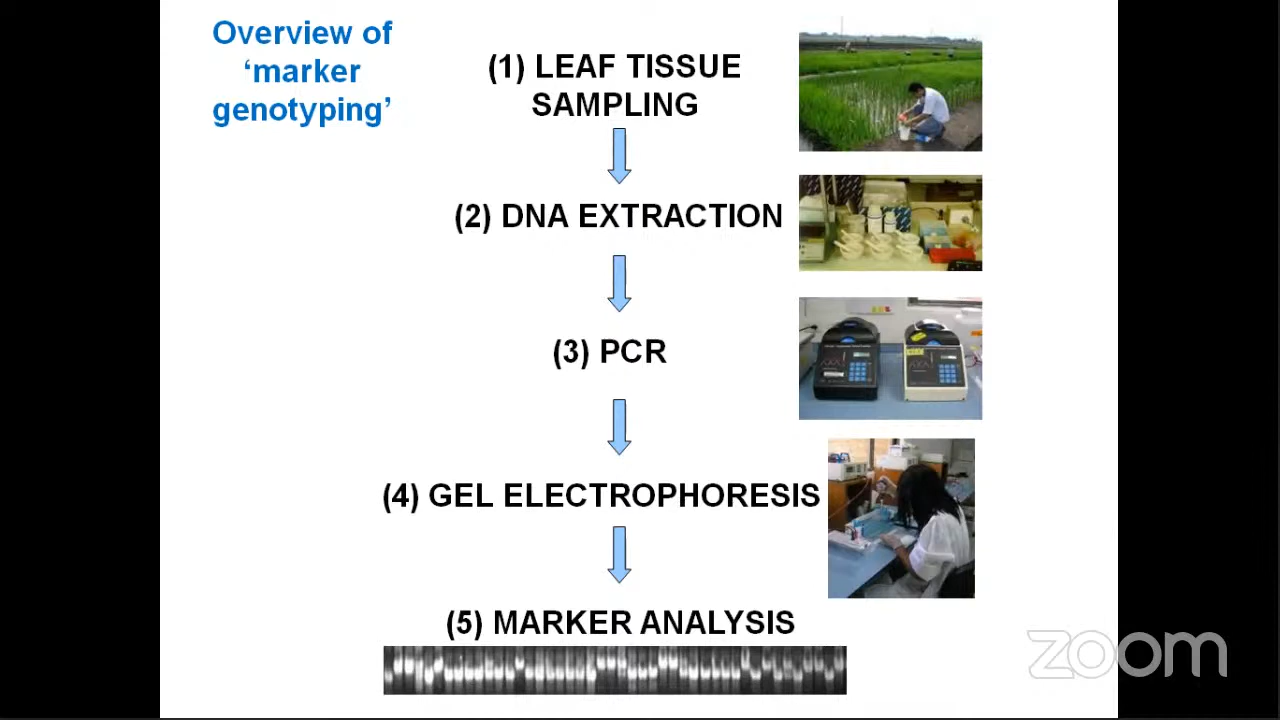 Overview of
‘marker
genotyping’
(1) LEAF TISSUE
SAMPLING
(2) DNA EXTRACTION
(3) PCR
(4) GEL ELECTROPHORESIS
(5) MARKER ANALYSIS
zoom